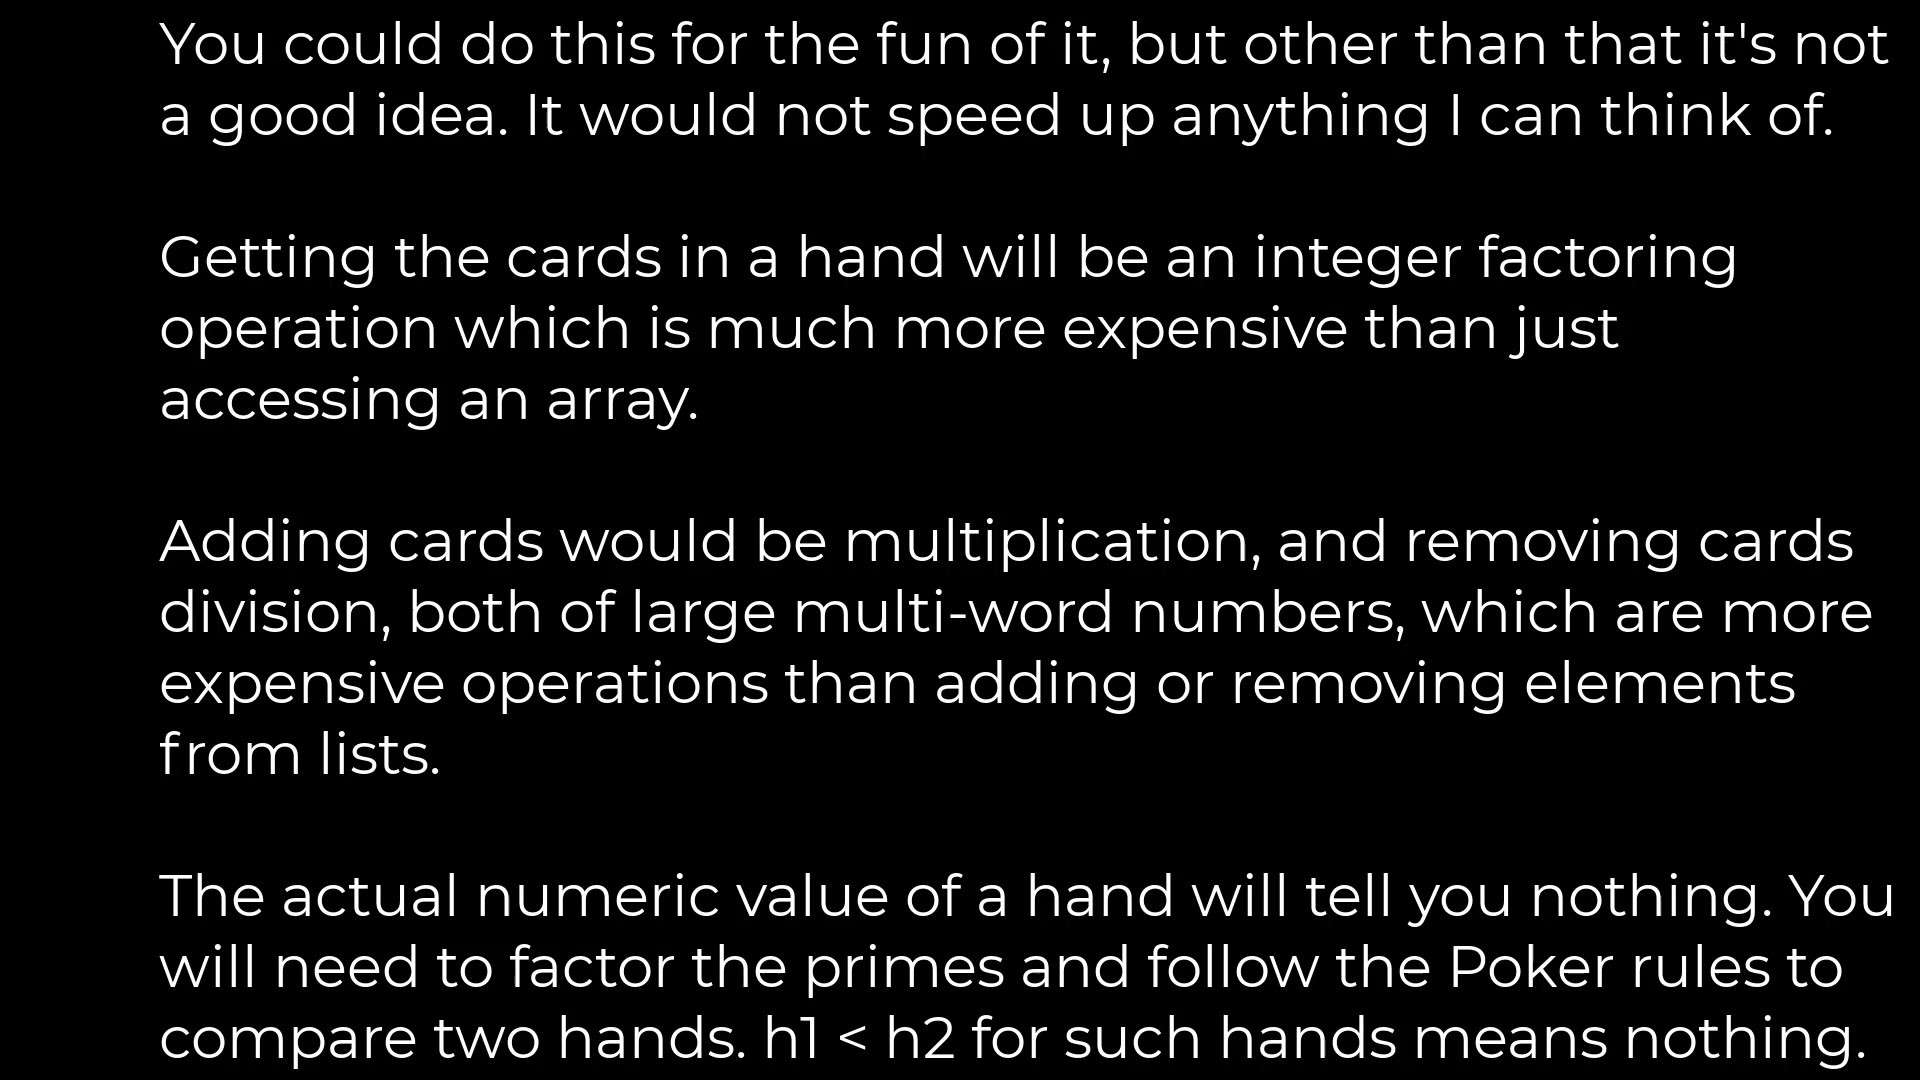 You could do this for the fun of it, but other than that it's not
a good idea. It would not speed up anything I can think of.
Getting the cards in a hand will be an integer factoring
operation which is much more expensive than just
accessing an array.
Adding cards would be multiplication, and removing cards
division, both of large multi-word numbers, which are more
expensive operations than adding or removing elements
from lists.
The actual numeric value of a hand will tell you nothing. You
will need to factor the primes and follow the Poker rules to
compare two hands. h1 < h2 for such hands means nothing.